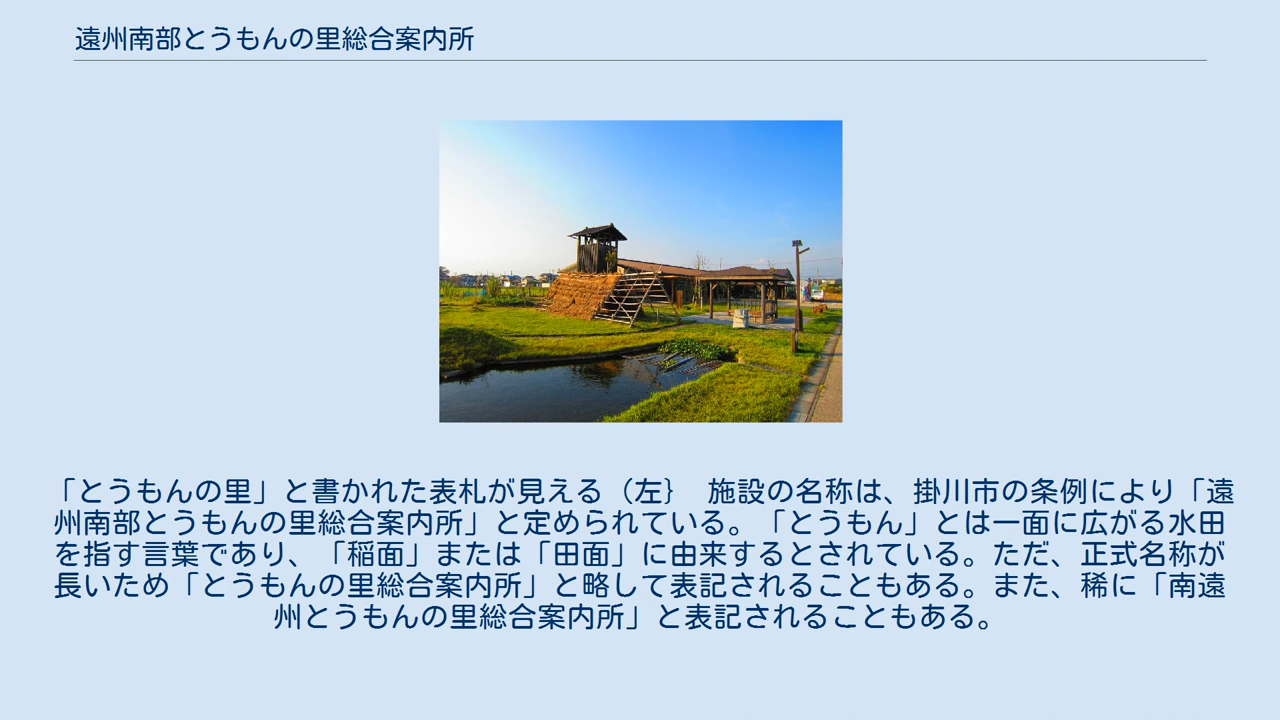 遠州南部とうもんの里総合案内所
「とうもんの里」と書かれた表札が見える（左｝　施設の名称は、掛川市の条例により「遠
州南部とうもんの里総合案内所」と定められている。「とうもん」とは一面に広がる水田
を指す言葉であり、「稲面」または「田面」に由来するとされている。ただ、正式名称が
長いため「とうもんの里総合案内所」と略して表記されることもある。また、稀に「南遠
州とうもんの里総合案内所」と表記されることもある。